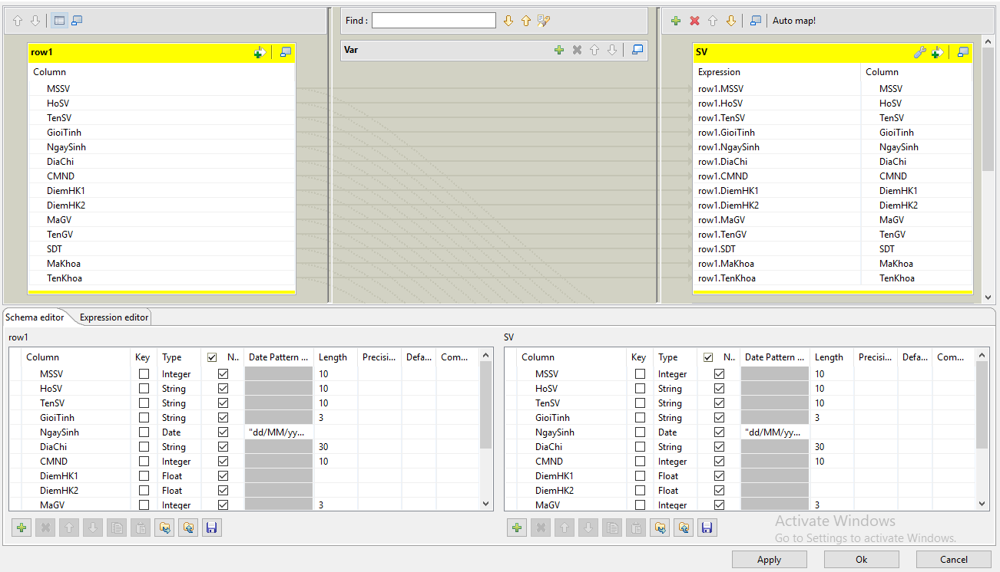 Find :
Auto map!
row1
Var
SV
Column
Expression Column
MSSV row1.MSSV MSSV
HoSV row1.HoSV HoSV
TenSV row1.TenSV TenSV
GioiTinh row1.GioiTinh GioiTinh
NgaySinh row1.NgaySinh NgaySinh
DiaChi row1.DiaChi DiaChi
CMND row1.CMND CMND
DiemHK1 row1.DiemHK1 DiemHK1
DiemHK2 row1.DiemHK2 DiemHK2
MaGV row1.MaGV MaGV
TenGV row1.TenGV TenGV
SDT row1.SDT SDT
MaKhoa row1.MaKhoa MaKhoa
TenKhoa row1.TenKhoa TenKhoa
Schema editor Expression editor
row1 SV
Column Key Type N.. Date Pattern ... Length Precisi... Defa... Com... Column Key Type N.. Date Pattern ... Length Precisi... Defa... Com...
MSSV Integer 10 MSSV Integer 10
HoSV String 10 HoSV String 10
TenSV String 10 TenSV String 10
GioiTinh String 3 GioiTinh String 3
NgaySinh Date "dd/MM/yy... NgaySinh Date "dd/MM/yy...
DiaChi String 30 DiaChi String 30
CMND Integer 10 CMND Integer 10
DiemHK1 Float DiemHK1 Float
DiemHK2 Float DiemHK2 Float
MaGV Integer 3 MaGV Integer 3
Activate Windows
Go to Settings to activate Windows.
Apply Ok Cancel